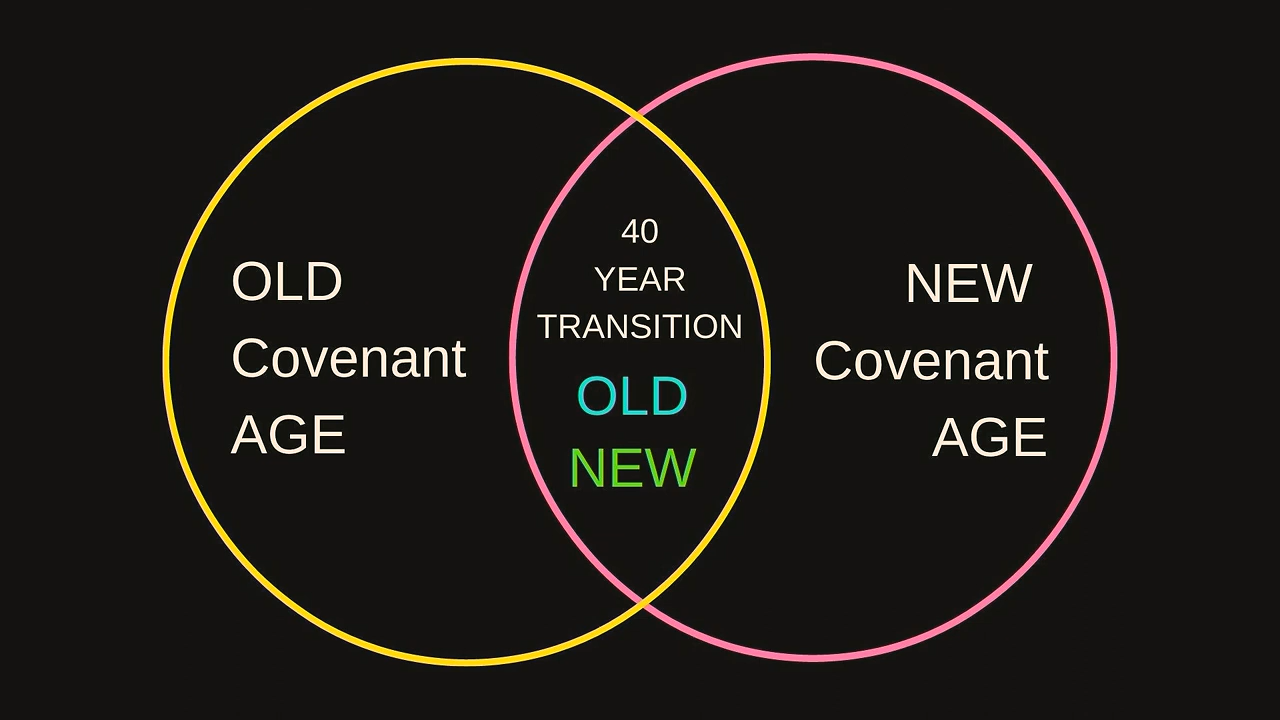 OLD
Covenant
AGE
40
YEAR
TRANSITION
OLD
NEW
NEW
Covenant
AGE